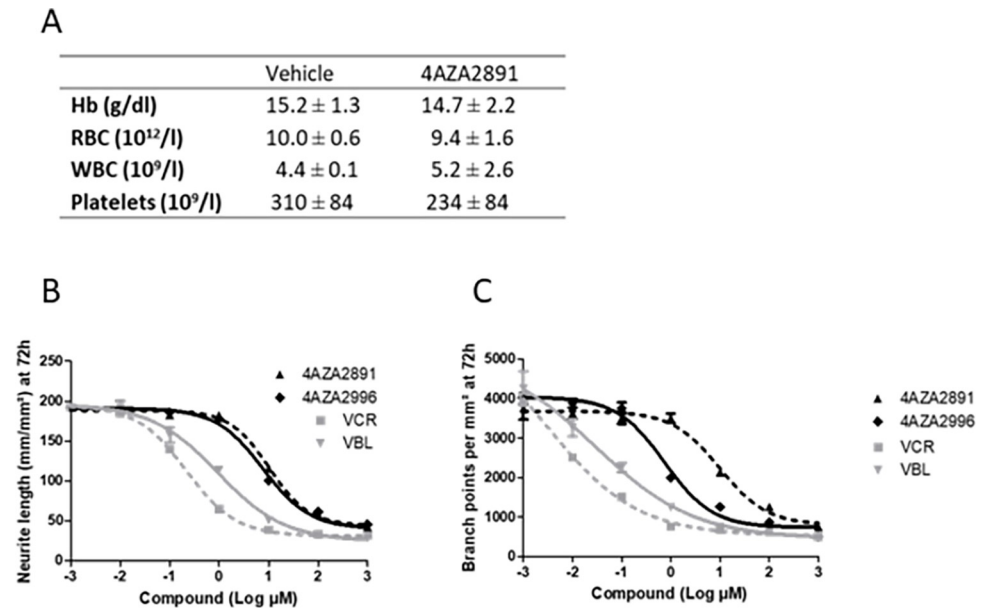 A
Vehicle 4AZA2891
Hb (g/dl) 15.2 ± 1.3 14.7 ± 2.2
RBC (10¹²/l) 10.0 ± 0.6 9.4 ± 1.6
WBC (10⁹/l) 4.4 ± 0.1 5.2 ± 2.6
Platelets (10⁹/l) 310 ± 84 234 ± 84
B
Neurite length (mm/mm²) at 72h
250
200
150
100
50
0
-3 -2 -1 0 1 2 3
Compound (Log µM)
4AZA2891
4AZA2996
VCR
VBL
C
Branch points per mm² at 72h
5000
4000
3000
2000
1000
0
-3 -2 -1 0 1 2 3
Compound (Log µM)
4AZA2891
4AZA2996
VCR
VBL